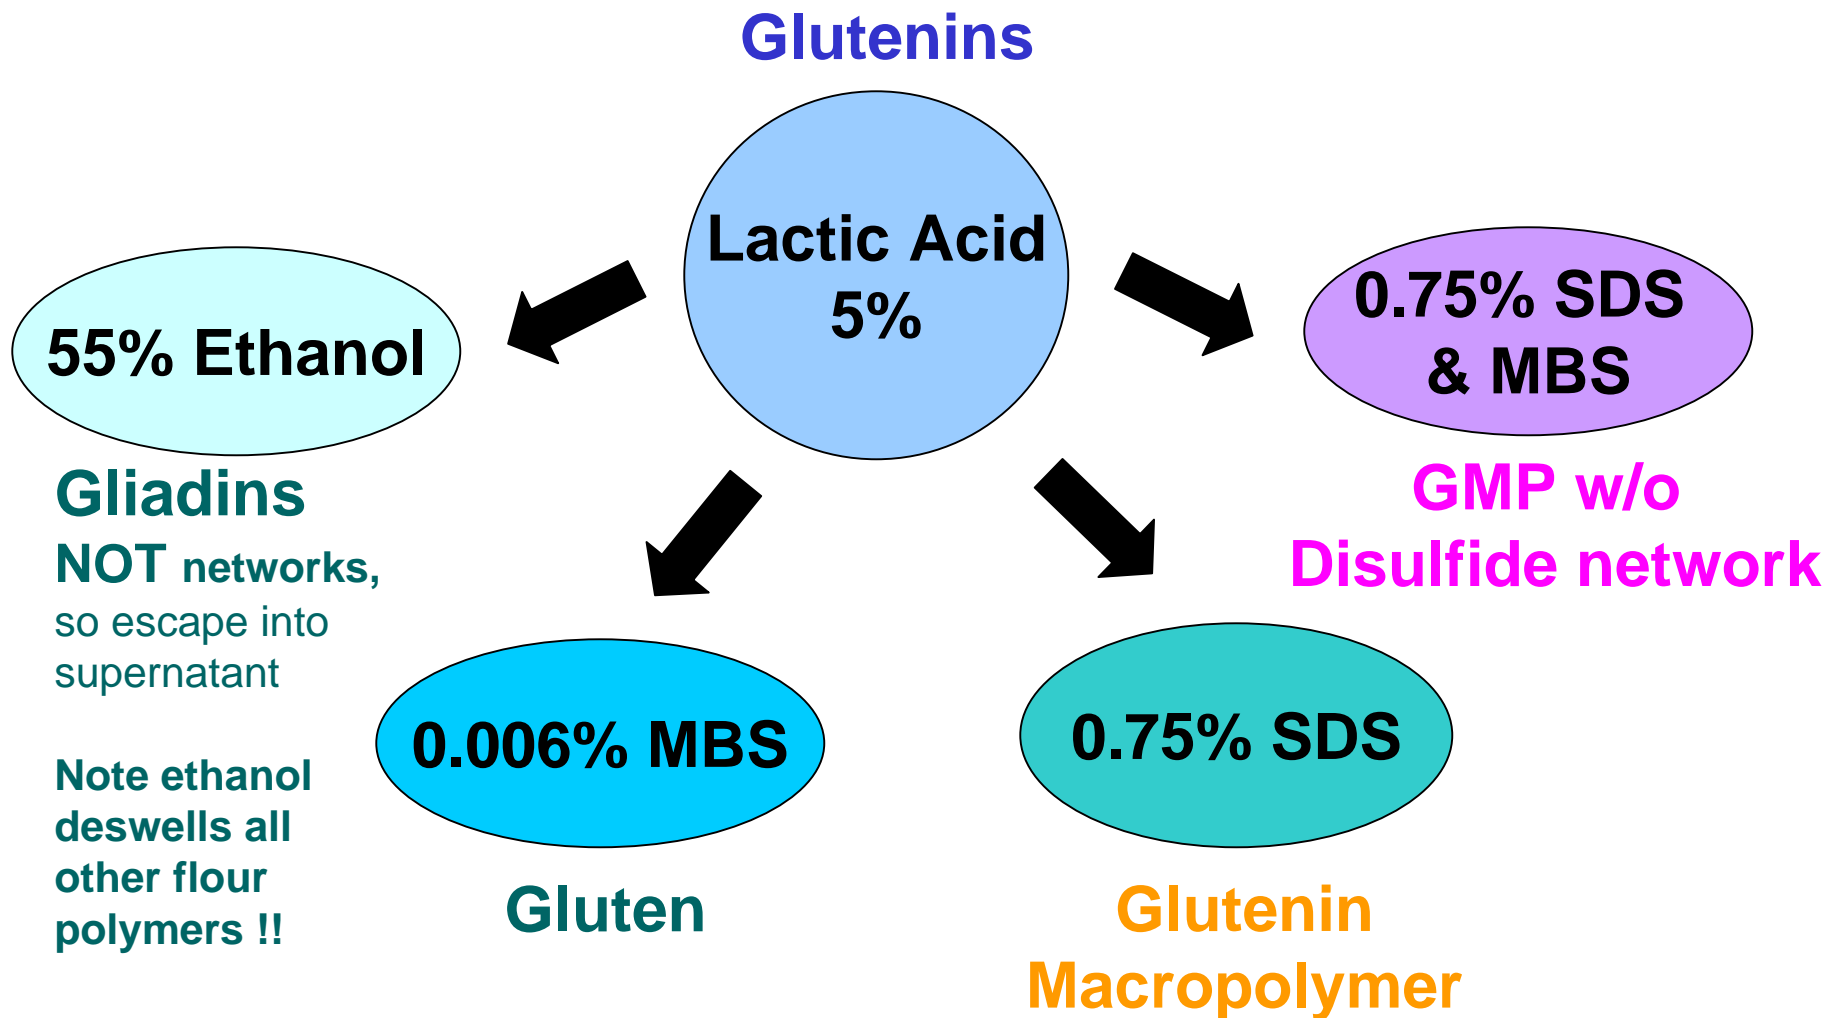 Glutenins
Lactic Acid
5%
55% Ethanol
Gliadins
NOT networks,
so escape into
supernatant
Note ethanol
deswells all
other flour
polymers !!
0.006% MBS
Gluten
0.75% SDS
Glutenin
Macropolymer
0.75% SDS
& MBS
GMP w/o
Disulfide network